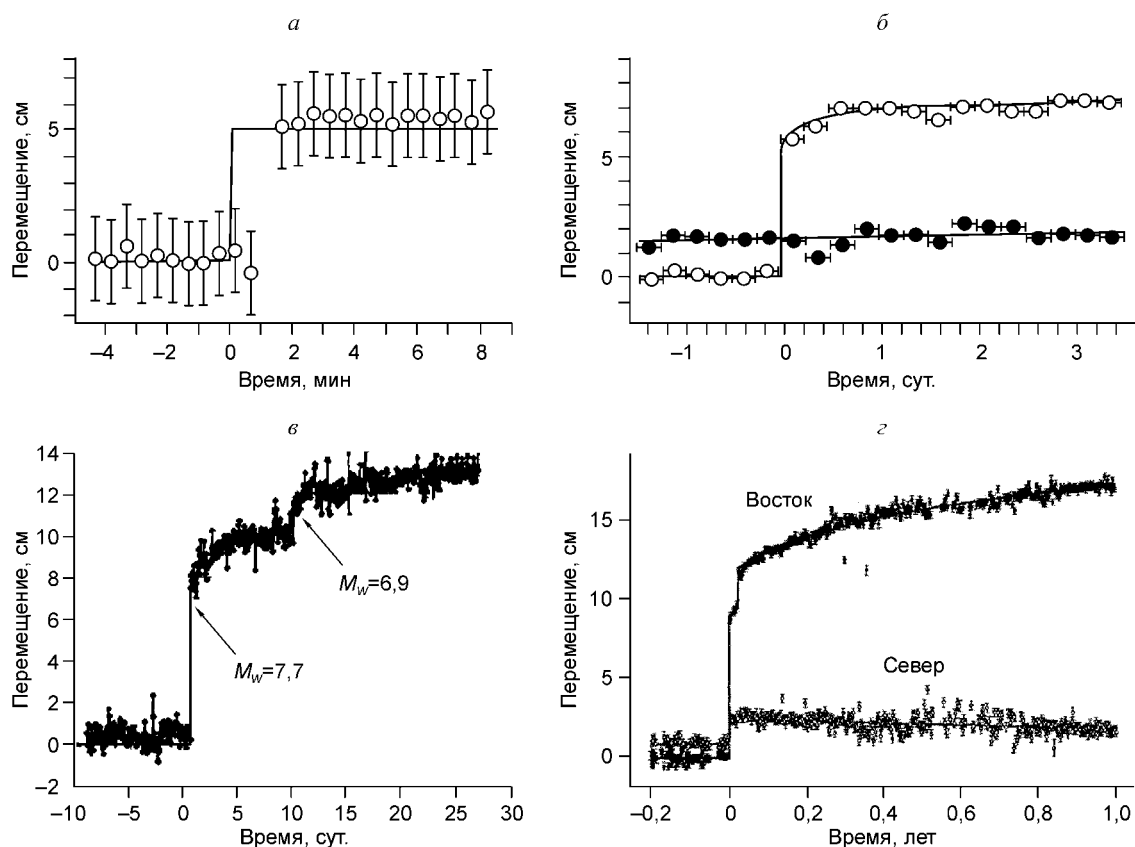 а
Перемещение, см
5
0
–4 –2 0 2 4 6 8
Время, мин
б
Перемещение, см
5
0
–1 0 1 2 3
Время, сут.
в
Перемещение, см
14
12
10
8
6
4
2
0
–2
Mw=6,9
Mw=7,7
–10 –5 0 5 10 15 20 25 30
Время, сут.
г
Перемещение, см
15
10
5
0
Восток
Север
–0,2 0 0,2 0,4 0,6 0,8 1,0
Время, лет